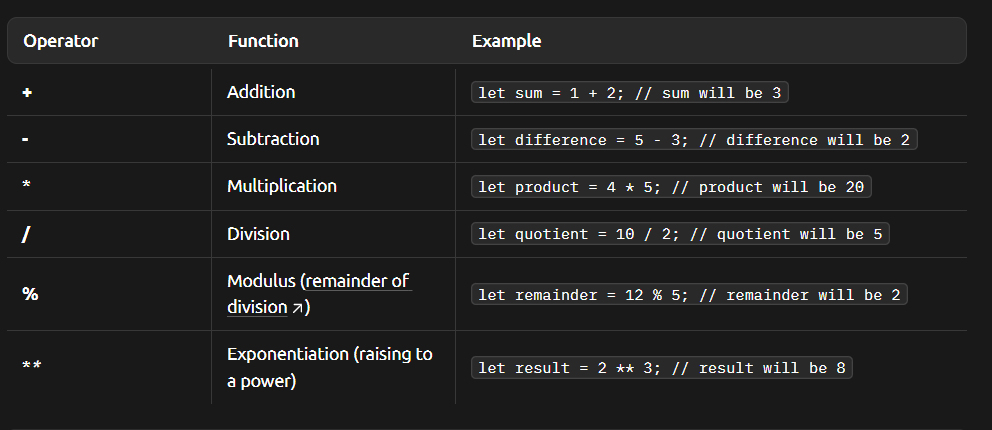 Operator Function Example
+ Addition let sum = 1 + 2; // sum will be 3
- Subtraction let difference = 5 - 3; // difference will be 2
* Multiplication let product = 4 * 5; // product will be 20
/ Division let quotient = 10 / 2; // quotient will be 5
% Modulus (remainder of
division ↗) let remainder = 12 % 5; // remainder will be 2
** Exponentiation (raising to
a power) let result = 2 ** 3; // result will be 8